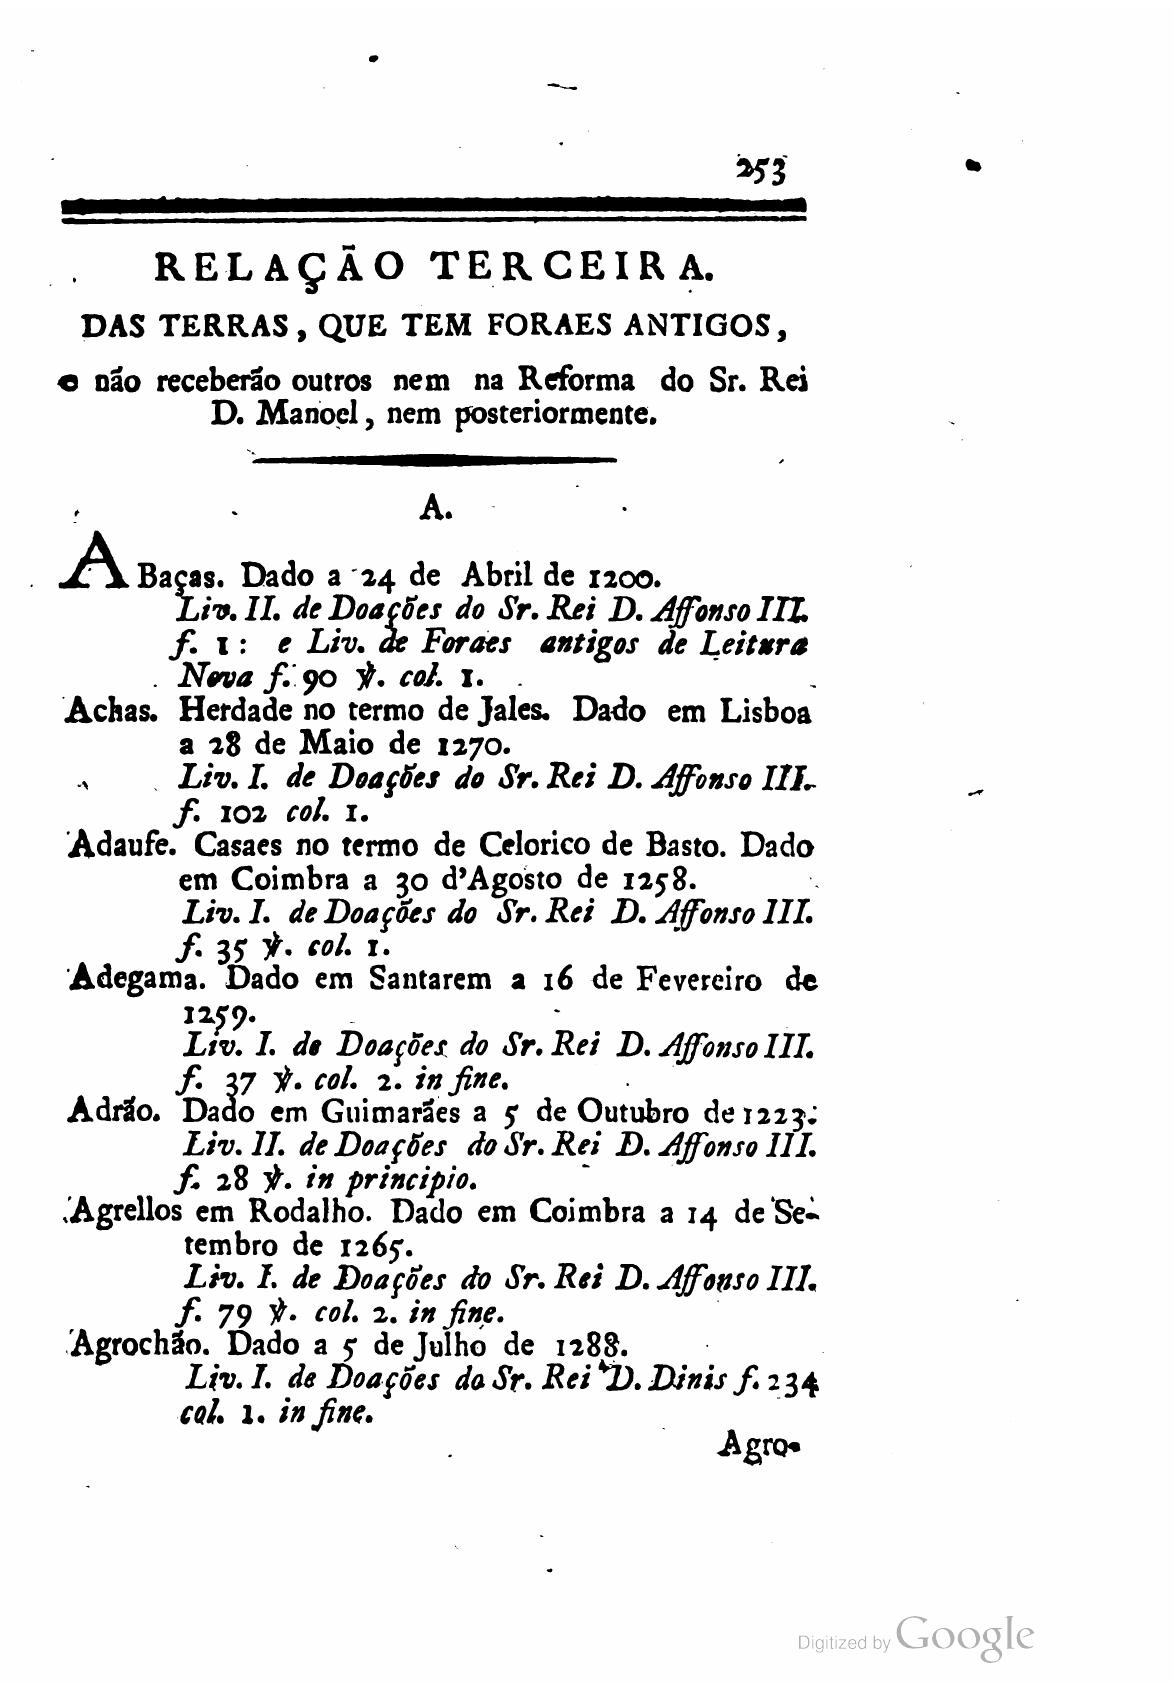 253
RELAÇÃO TERCEIRA.
DAS TERRAS, QUE TEM FORAES ANTIGOS,
e não receberão outros nem na Reforma do Sr. Rei
D. Manoel, nem posteriormente.
A.
ABaças. Dado a 24 de Abril de 1200.
Liv. II. de Doações do Sr. Rei D. Affonso III.
f. 1: e Liv. de Foraes antigos de Leitura
Nova f. 90 ℣. col. 1.
Achas. Herdade no termo de Jales. Dado em Lisboa
a 28 de Maio de 1270.
Liv. I. de Doações do Sr. Rei D. Affonso III.
f. 102 col. 1.
Adaufe. Casaes no termo de Celorico de Basto. Dado
em Coimbra a 30 d'Agosto de 1258.
Liv. I. de Doações do Sr. Rei D. Affonso III.
f. 35 ℣. col. 1.
Adegama. Dado em Santarem a 16 de Fevereiro de
1259.
Liv. I. de Doações do Sr. Rei D. Affonso III.
f. 37 ℣. col. 2. in fine.
Adrão. Dado em Guimarães a 5 de Outubro de 1223.
Liv. II. de Doações do Sr. Rei D. Affonso III.
f. 28 ℣. in principio.
Agrellos em Rodalho. Dado em Coimbra a 14 de Se-
tembro de 1265.
Liv. I. de Doações do Sr. Rei D. Affonso III.
f. 79 ℣. col. 2. in fine.
Agrochão. Dado a 5 de Julho de 1288.
Liv. I. de Doações do Sr. Rei D. Dinis f. 234
col. 1. in fine.
Agro-
Digitized by Google